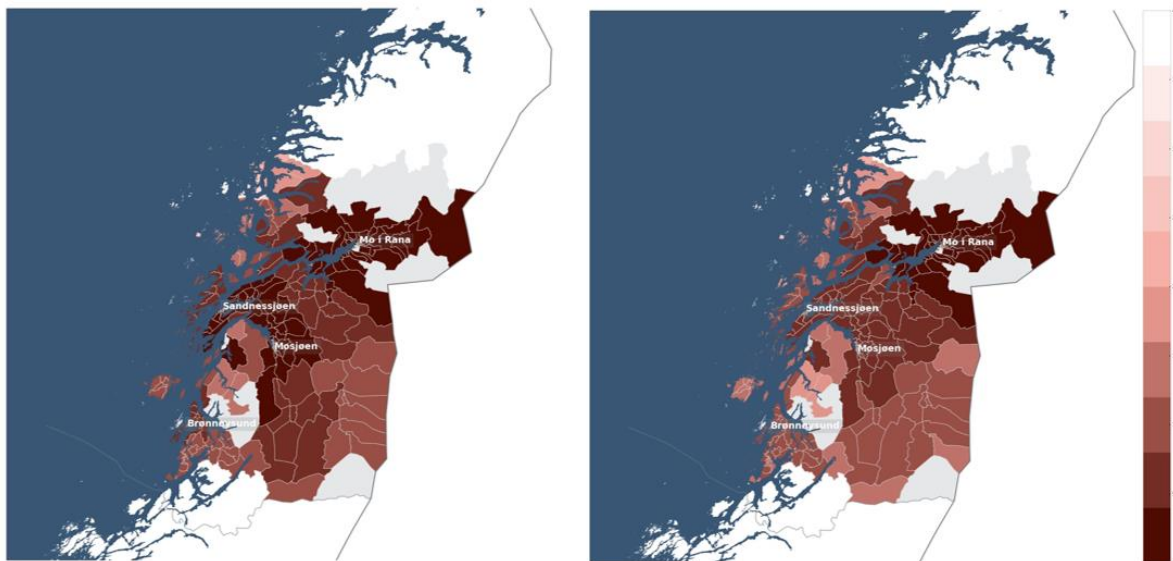 Mo i Rana
Sandnessjøen
Mosjøen
Brønnøysund
Mo i Rana
Sandnessjøen
Mosjøen
Brønnøysund